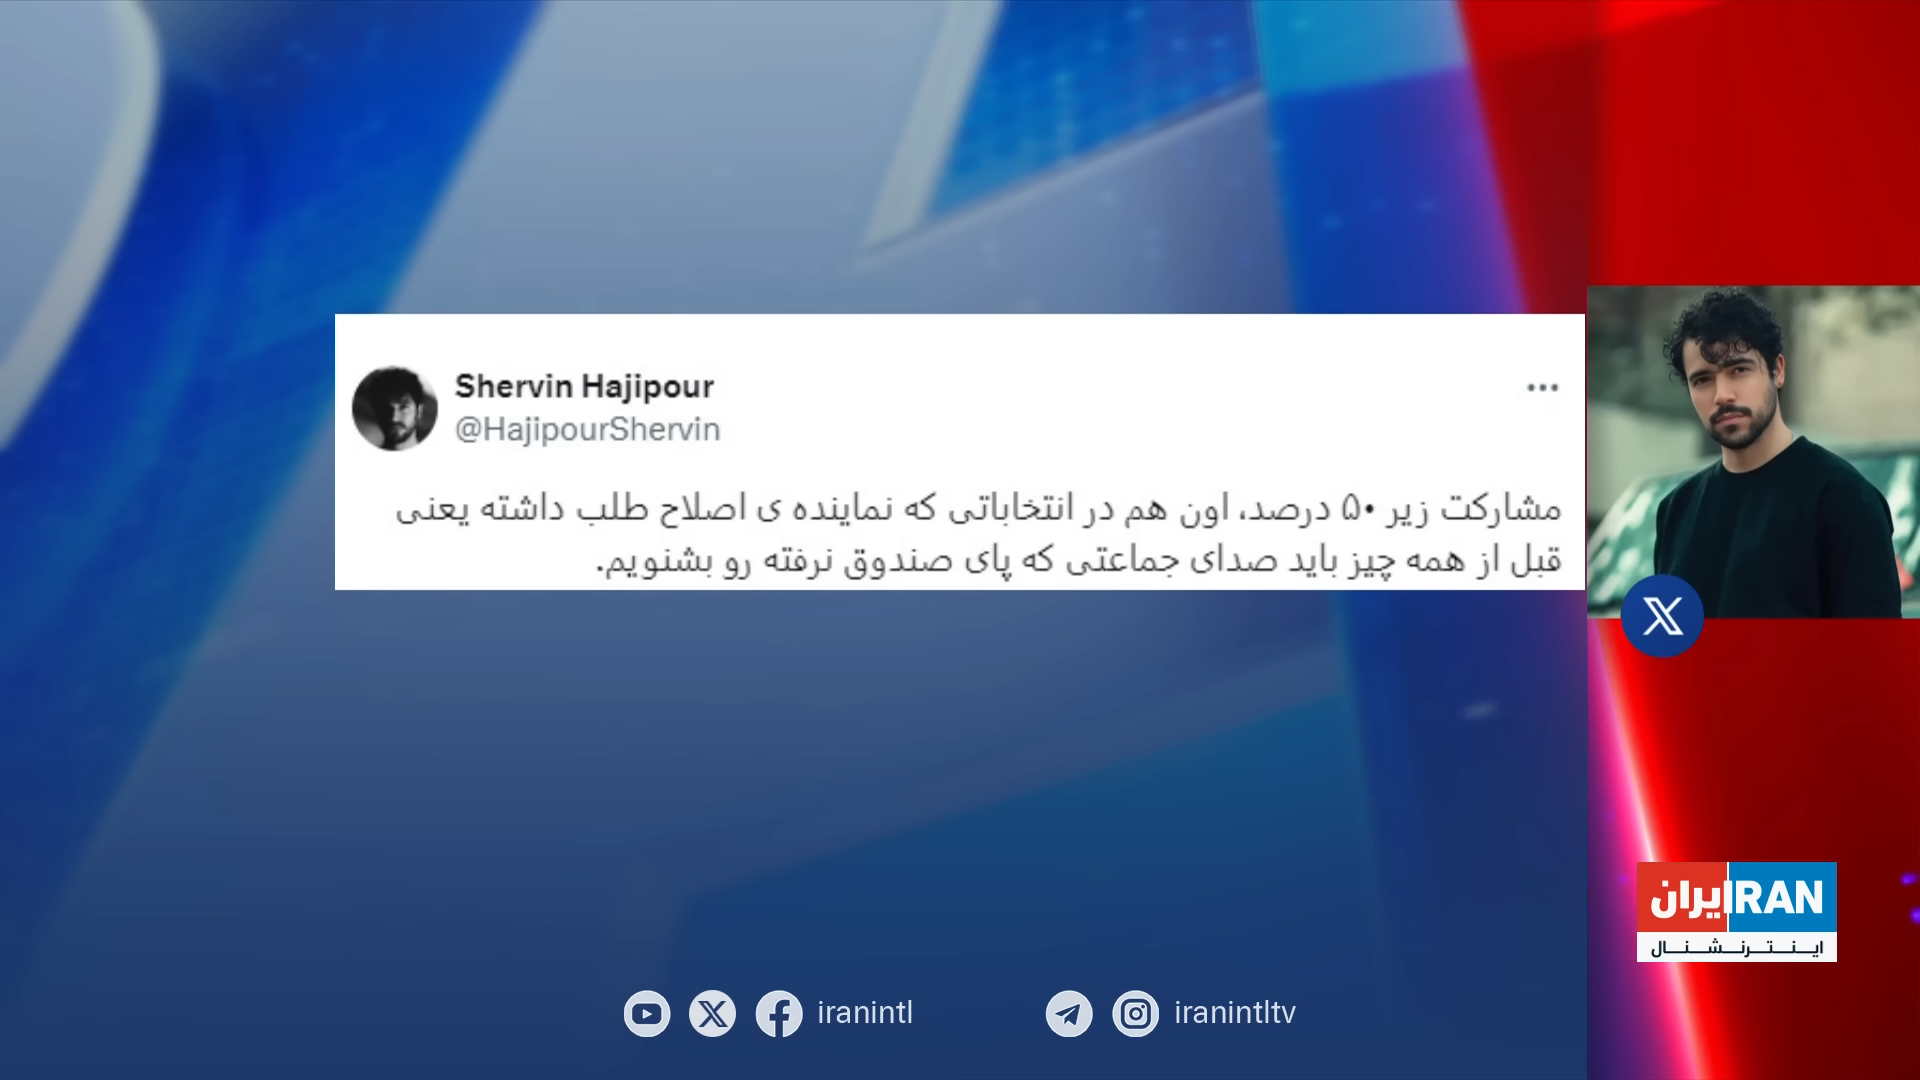 Shervin Hajipour
@HajipourShervin
مشارکت زیر ۵۰ درصد، اون هم در انتخاباتی که نماینده ی اصلاح طلب داشته یعنی
قبل از همه چیز باید صدای جماعتی که پای صندوق نرفته رو بشنویم.
ایران IRAN
اینترنشنال
iranintl
iranintltv